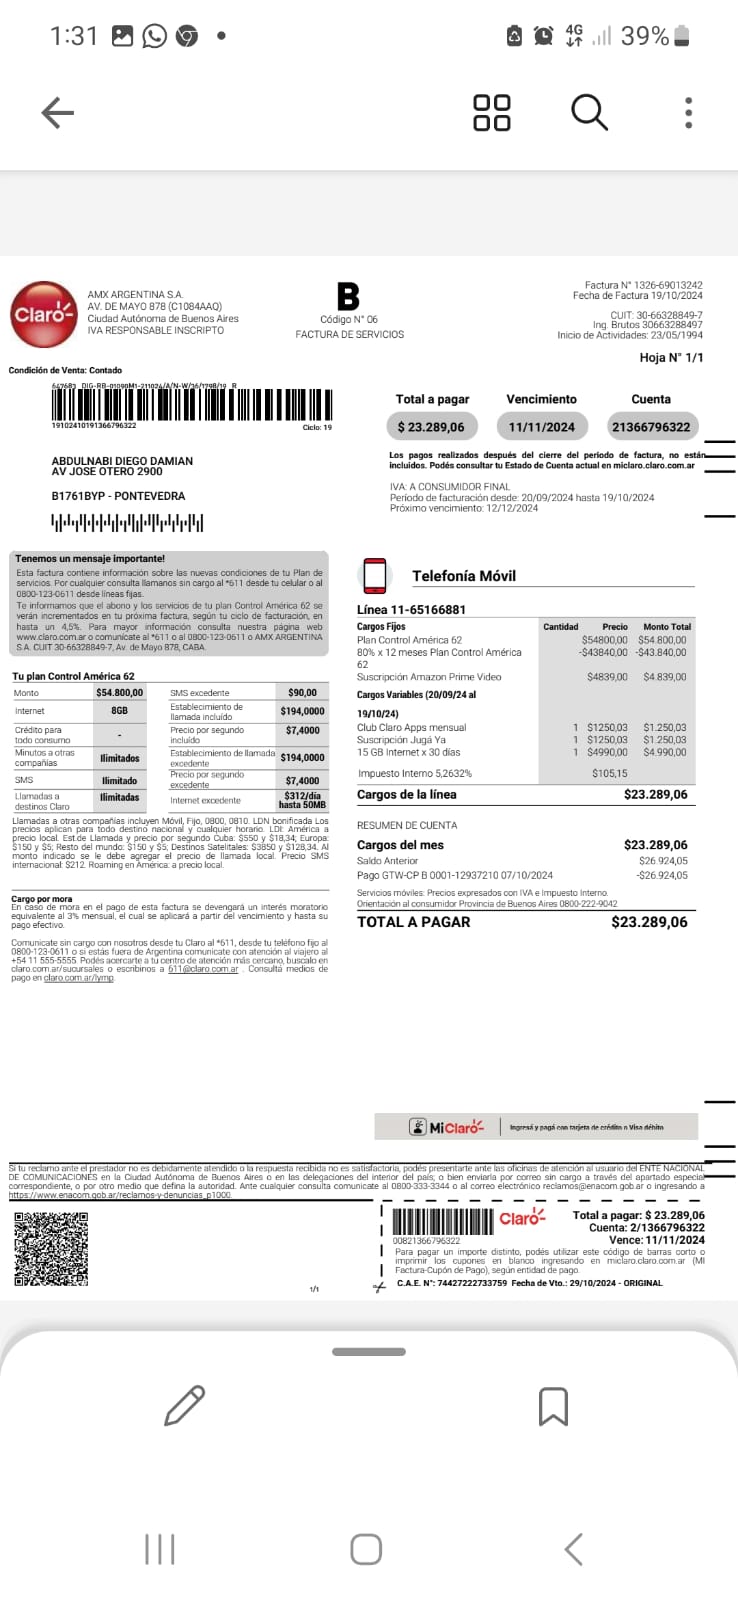 1:31
4G
39%
Claro
AMX ARGENTINA S.A.
AV. DE MAYO 878 (C1084AAQ)
Ciudad Autónoma de Buenos Aires
IVA RESPONSABLE INSCRIPTO
B
Código N° 06
FACTURA DE SERVICIOS
Factura N° 1326-69013242
Fecha de Factura 19/10/2024
CUIT: 30-66328849-7
Ing. Brutos 30663288497
Inicio de Actividades: 23/05/1994
Hoja N° 1/1
Condición de Venta: Contado
647683 DIG-RB-01090M1-211024/A/N-W/36/1798/19 R
19102410191366796322
Ciclo: 19
Total a pagar Vencimiento Cuenta
$ 23.289,06 11/11/2024 21366796322
Los pagos realizados después del cierre del periodo de factura, no están
incluidos. Podés consultar tu Estado de Cuenta actual en miclaro.claro.com.ar
ABDULNABI DIEGO DAMIAN
AV JOSE OTERO 2900
B1761BYP - PONTEVEDRA
IVA: A CONSUMIDOR FINAL
Período de facturación desde: 20/09/2024 hasta 19/10/2024
Próximo vencimiento: 12/12/2024
Tenemos un mensaje importante!
Esta factura contiene información sobre las nuevas condiciones de tu Plan de
servicios. Por cualquier consulta llamanos sin cargo al *611 desde tu celular o al
0800-123-0611 desde líneas fijas.
Te informamos que el abono y los servicios de tu plan Control América 62 se
verán incrementados en tu próxima factura, según tu ciclo de facturación, en
hasta un 4,5%. Para mayor información consulta nuestra página web
www.claro.com.ar o comunícate al *611 o al 0800-123-0611 o AMX ARGENTINA
S.A. CUIT 30-66328849-7, Av. de Mayo 878, CABA.
Tu plan Control América 62
Monto $54.800,00 SMS excedente $90,00
Internet 8GB Establecimiento de llamada incluído $194,0000
Crédito para todo consumo - Precio por segundo incluído $7,4000
Minutos a otras compañías Ilimitados Establecimiento de llamada excedente $194,0000
SMS Ilimitado Precio por segundo excedente $7,4000
Llamadas a destinos Claro Ilimitadas Internet excedente $312/día hasta 50MB
Llamadas a otras compañías incluyen Móvil, Fijo, 0800, 0810. LDN bonificada Los
precios aplican para todo destino nacional y cualquier horario. LDI: América a
precio local. Est.de Llamada y precio por segundo Cuba: $550 y $18,34; Europa:
$150 y $5; Resto del mundo: $150 y $5; Destinos Satelitales: $3850 y $128,34. Al
monto indicado se le debe agregar el precio de llamada local. Precio SMS
internacional: $212. Roaming en América: a precio local.
Cargo por mora
En caso de mora en el pago de esta factura se devengará un interés moratorio
equivalente al 3% mensual, el cual se aplicará a partir del vencimiento y hasta su
pago efectivo.
Comunicate sin cargo con nosotros desde tu Claro al *611, desde tu teléfono fijo al
0800-123-0611 o si estás fuera de Argentina comunicate con atención al viajero al
+54 11 555-5555. Podés acercarte a tu centro de atención más cercano, buscalo en
claro.com.ar/sucursales o escribinos a 611@claro.com.ar . Consultá medios de
pago en claro.com.ar/lymp.
Telefonía Móvil
Línea 11-65166881
Cargos Fijos Cantidad Precio Monto Total
Plan Control América 62 $54800,00 $54.800,00
80% x 12 meses Plan Control América -$43840,00 -$43.840,00
62
Suscripción Amazon Prime Video $4839,00 $4.839,00
Cargos Variables (20/09/24 al
19/10/24)
Club Claro Apps mensual 1 $1250,03 $1.250,03
Suscripción Jugá Ya 1 $1250,03 $1.250,03
15 GB Internet x 30 días 1 $4990,00 $4.990,00
Impuesto Interno 5,2632% $105,15
Cargos de la línea $23.289,06
RESUMEN DE CUENTA
Cargos del mes $23.289,06
Saldo Anterior $26.924,05
Pago GTW-CP B 0001-12937210 07/10/2024 -$26.924,05
Servicios móviles: Precios expresados con IVA e Impuesto Interno.
Orientación al consumidor Provincia de Buenos Aires 0800-222-9042
TOTAL A PAGAR $23.289,06
MiClaro
Ingresá y pagá con tarjeta de crédito o Visa débito
Si tu reclamo ante el prestador no es debidamente atendido o la respuesta recibida no es satisfactoria, podés presentarte ante las oficinas de atención al usuario del ENTE NACIONAL
DE COMUNICACIONES en la Ciudad Autónoma de Buenos Aires o en las delegaciones del interior del país; o bien enviarla por correo sin cargo a través del apartado especial
correspondiente, o por otro medio que defina la autoridad. Ante cualquier consulta comunicate al 0800-333-3344 o al correo electrónico reclamos@enacom.gob.ar o ingresando a
https://www.enacom.gob.ar/reclamos-y-denuncias_p1000.
1/1
00821366796322
Claro
Total a pagar: $ 23.289,06
Cuenta: 2/1366796322
Vence: 11/11/2024
Para pagar un importe distinto, podés utilizar este código de barras corto o
imprimir los cupones en blanco ingresando en miclaro.claro.com.ar (MI
Factura-Cupón de Pago), según entidad de pago.
C.A.E. N°: 74427222733759 Fecha de Vto.: 29/10/2024 - ORIGINAL